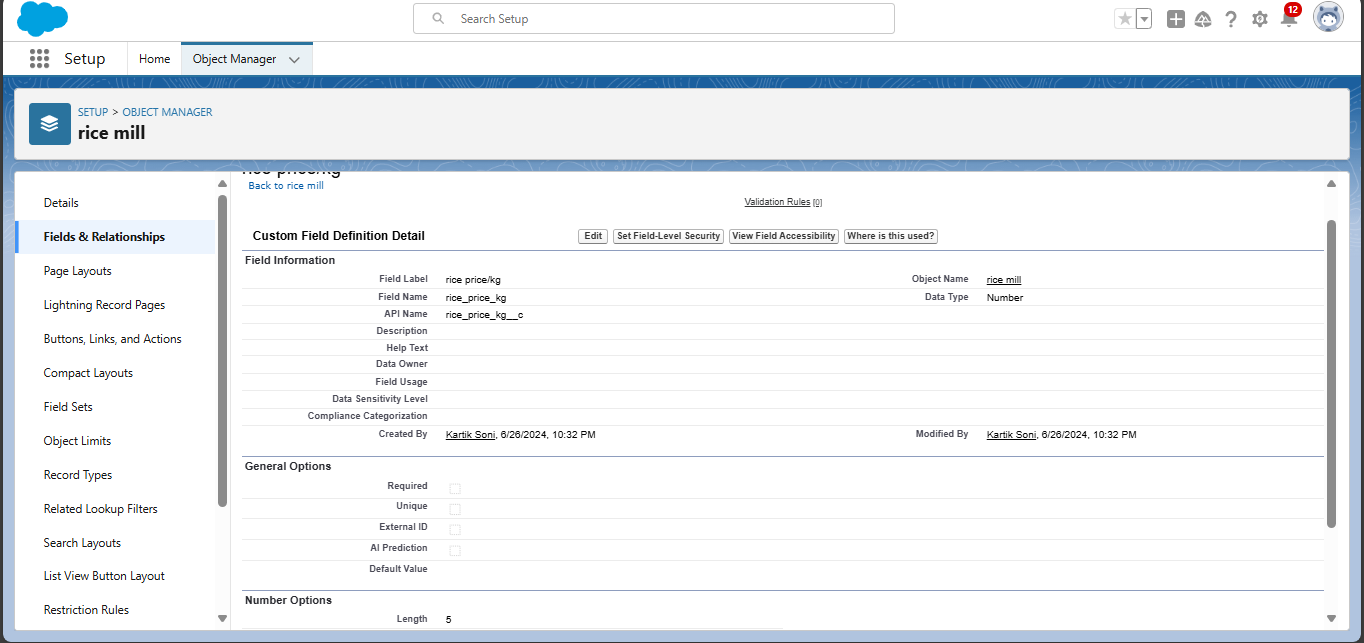 Search Setup
12
Setup
Home
Object Manager
SETUP > OBJECT MANAGER
rice mill
Details
Fields & Relationships
Page Layouts
Lightning Record Pages
Buttons, Links, and Actions
Compact Layouts
Field Sets
Object Limits
Record Types
Related Lookup Filters
Search Layouts
List View Button Layout
Restriction Rules
rice price/kg
Back to rice mill
Validation Rules [0]
Custom Field Definition Detail
Edit
Set Field-Level Security
View Field Accessibility
Where is this used?
Field Information
Field Label rice price/kg Object Name rice mill
Field Name rice_price_kg Data Type Number
API Name rice_price_kg__c
Description
Help Text
Data Owner
Field Usage
Data Sensitivity Level
Compliance Categorization
Created By Kartik Soni, 6/26/2024, 10:32 PM Modified By Kartik Soni, 6/26/2024, 10:32 PM
General Options
Required
Unique
External ID
AI Prediction
Default Value
Number Options
Length 5